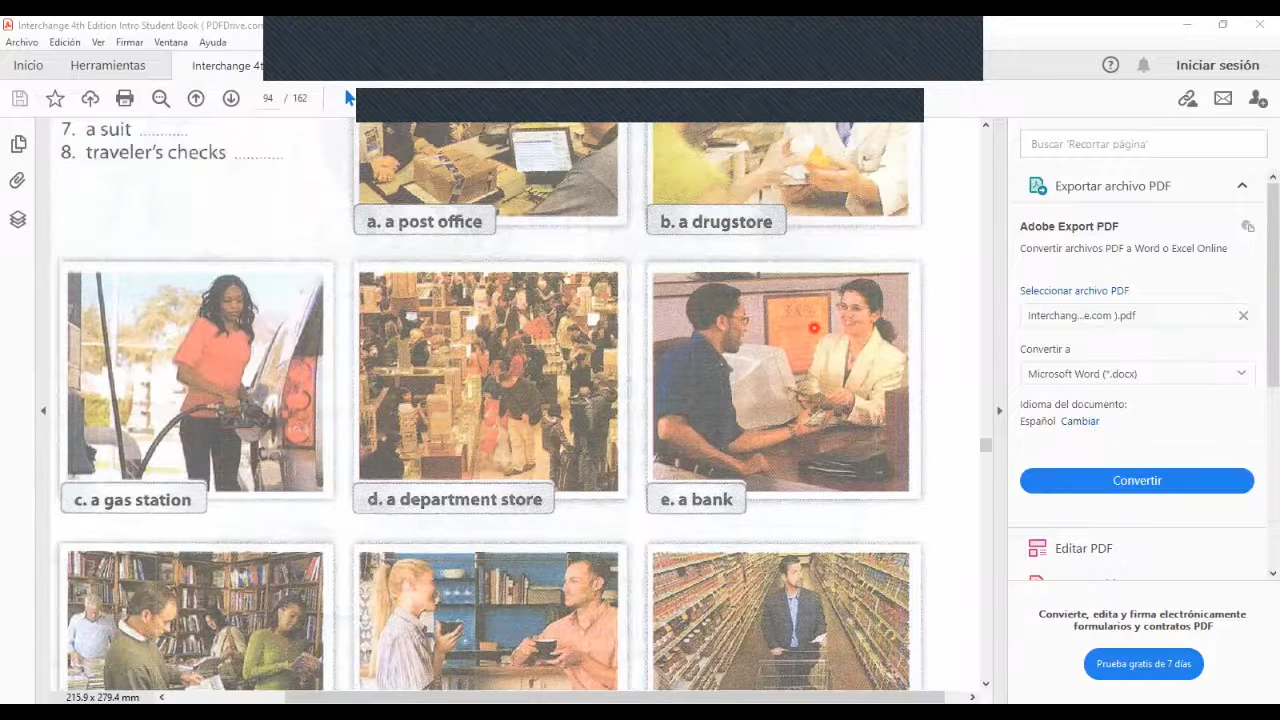 Interchange 4th Edition Intro Student Book ( PDFDrive.com
Archivo Edición Ver Firmar Ventana Ayuda
Inicio Herramientas Interchange 4t
Iniciar sesión
94 / 162
7. a suit ............
8. traveler's checks ............
a. a post office
b. a drugstore
c. a gas station
d. a department store
e. a bank
215.9 x 279.4 mm
Buscar 'Recortar página'
Exportar archivo PDF
Adobe Export PDF
Convertir archivos PDF a Word o Excel Online
Seleccionar archivo PDF
Interchang...e.com ).pdf
Convertir a
Microsoft Word (*.docx)
Idioma del documento:
Español Cambiar
Convertir
Editar PDF
Convierte, edita y firma electrónicamente
formularios y contratos PDF
Prueba gratis de 7 días